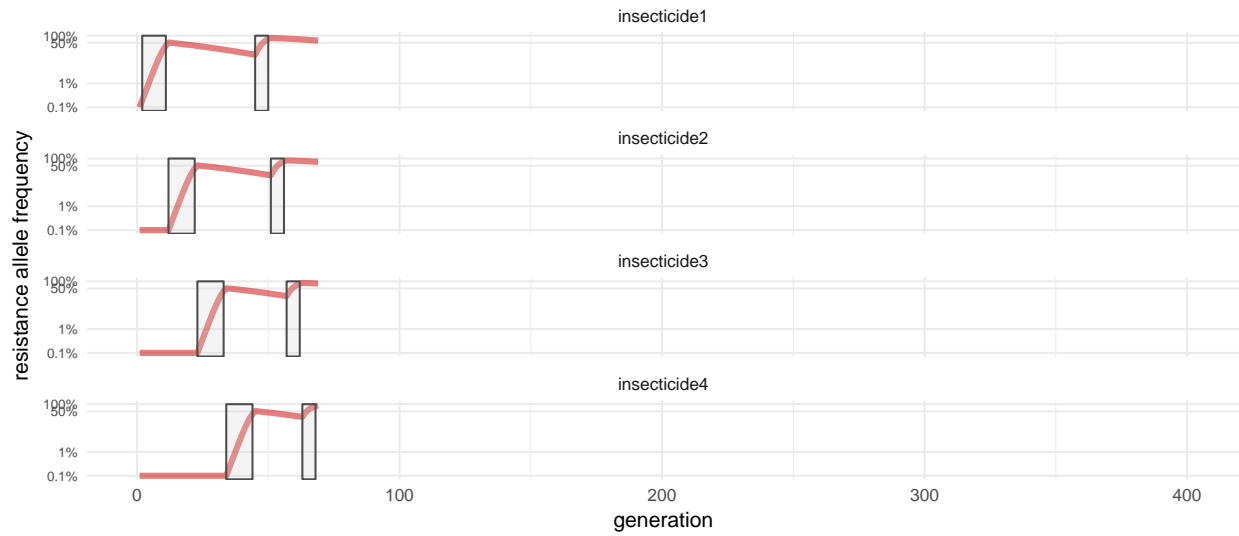 insecticide1
100%
50%
1%
0.1%
insecticide2
100%
50%
1%
0.1%
insecticide3
100%
50%
1%
0.1%
insecticide4
100%
50%
1%
0.1%
0 100 200 300 400
generation
resistance allele frequency